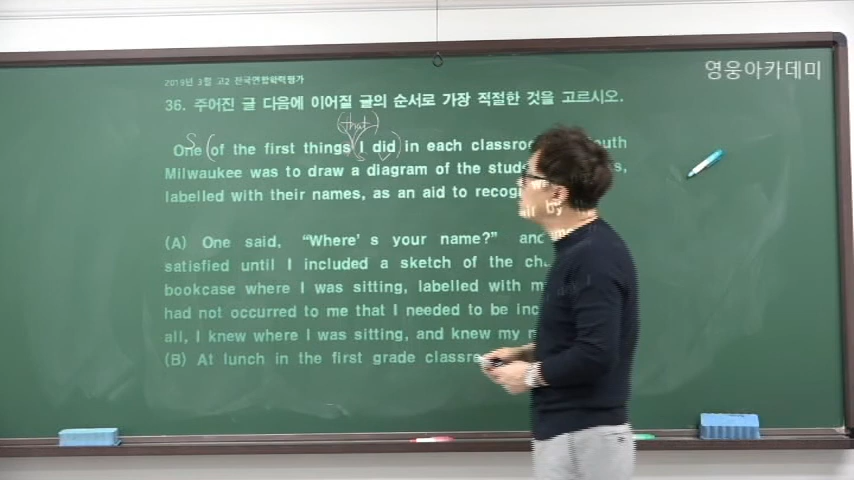 영웅아카데미
2019년 3월 고2 전국연합학력평가
36. 주어진 글 다음에 이어질 글의 순서로 가장 적절한 것을 고르시오.
(that)
S
One (of the first things I did) in each
Milwaukee was to draw a diagram of the
labelled with their names, as an aid to
(A) One said, “Where’s your name?”
satisfied until I included a sketch of the
bookcase where I was sitting, labelled with
had not occurred to me that I needed to be
all, I knew where I was sitting, and knew my
(B) At lunch in the first grade